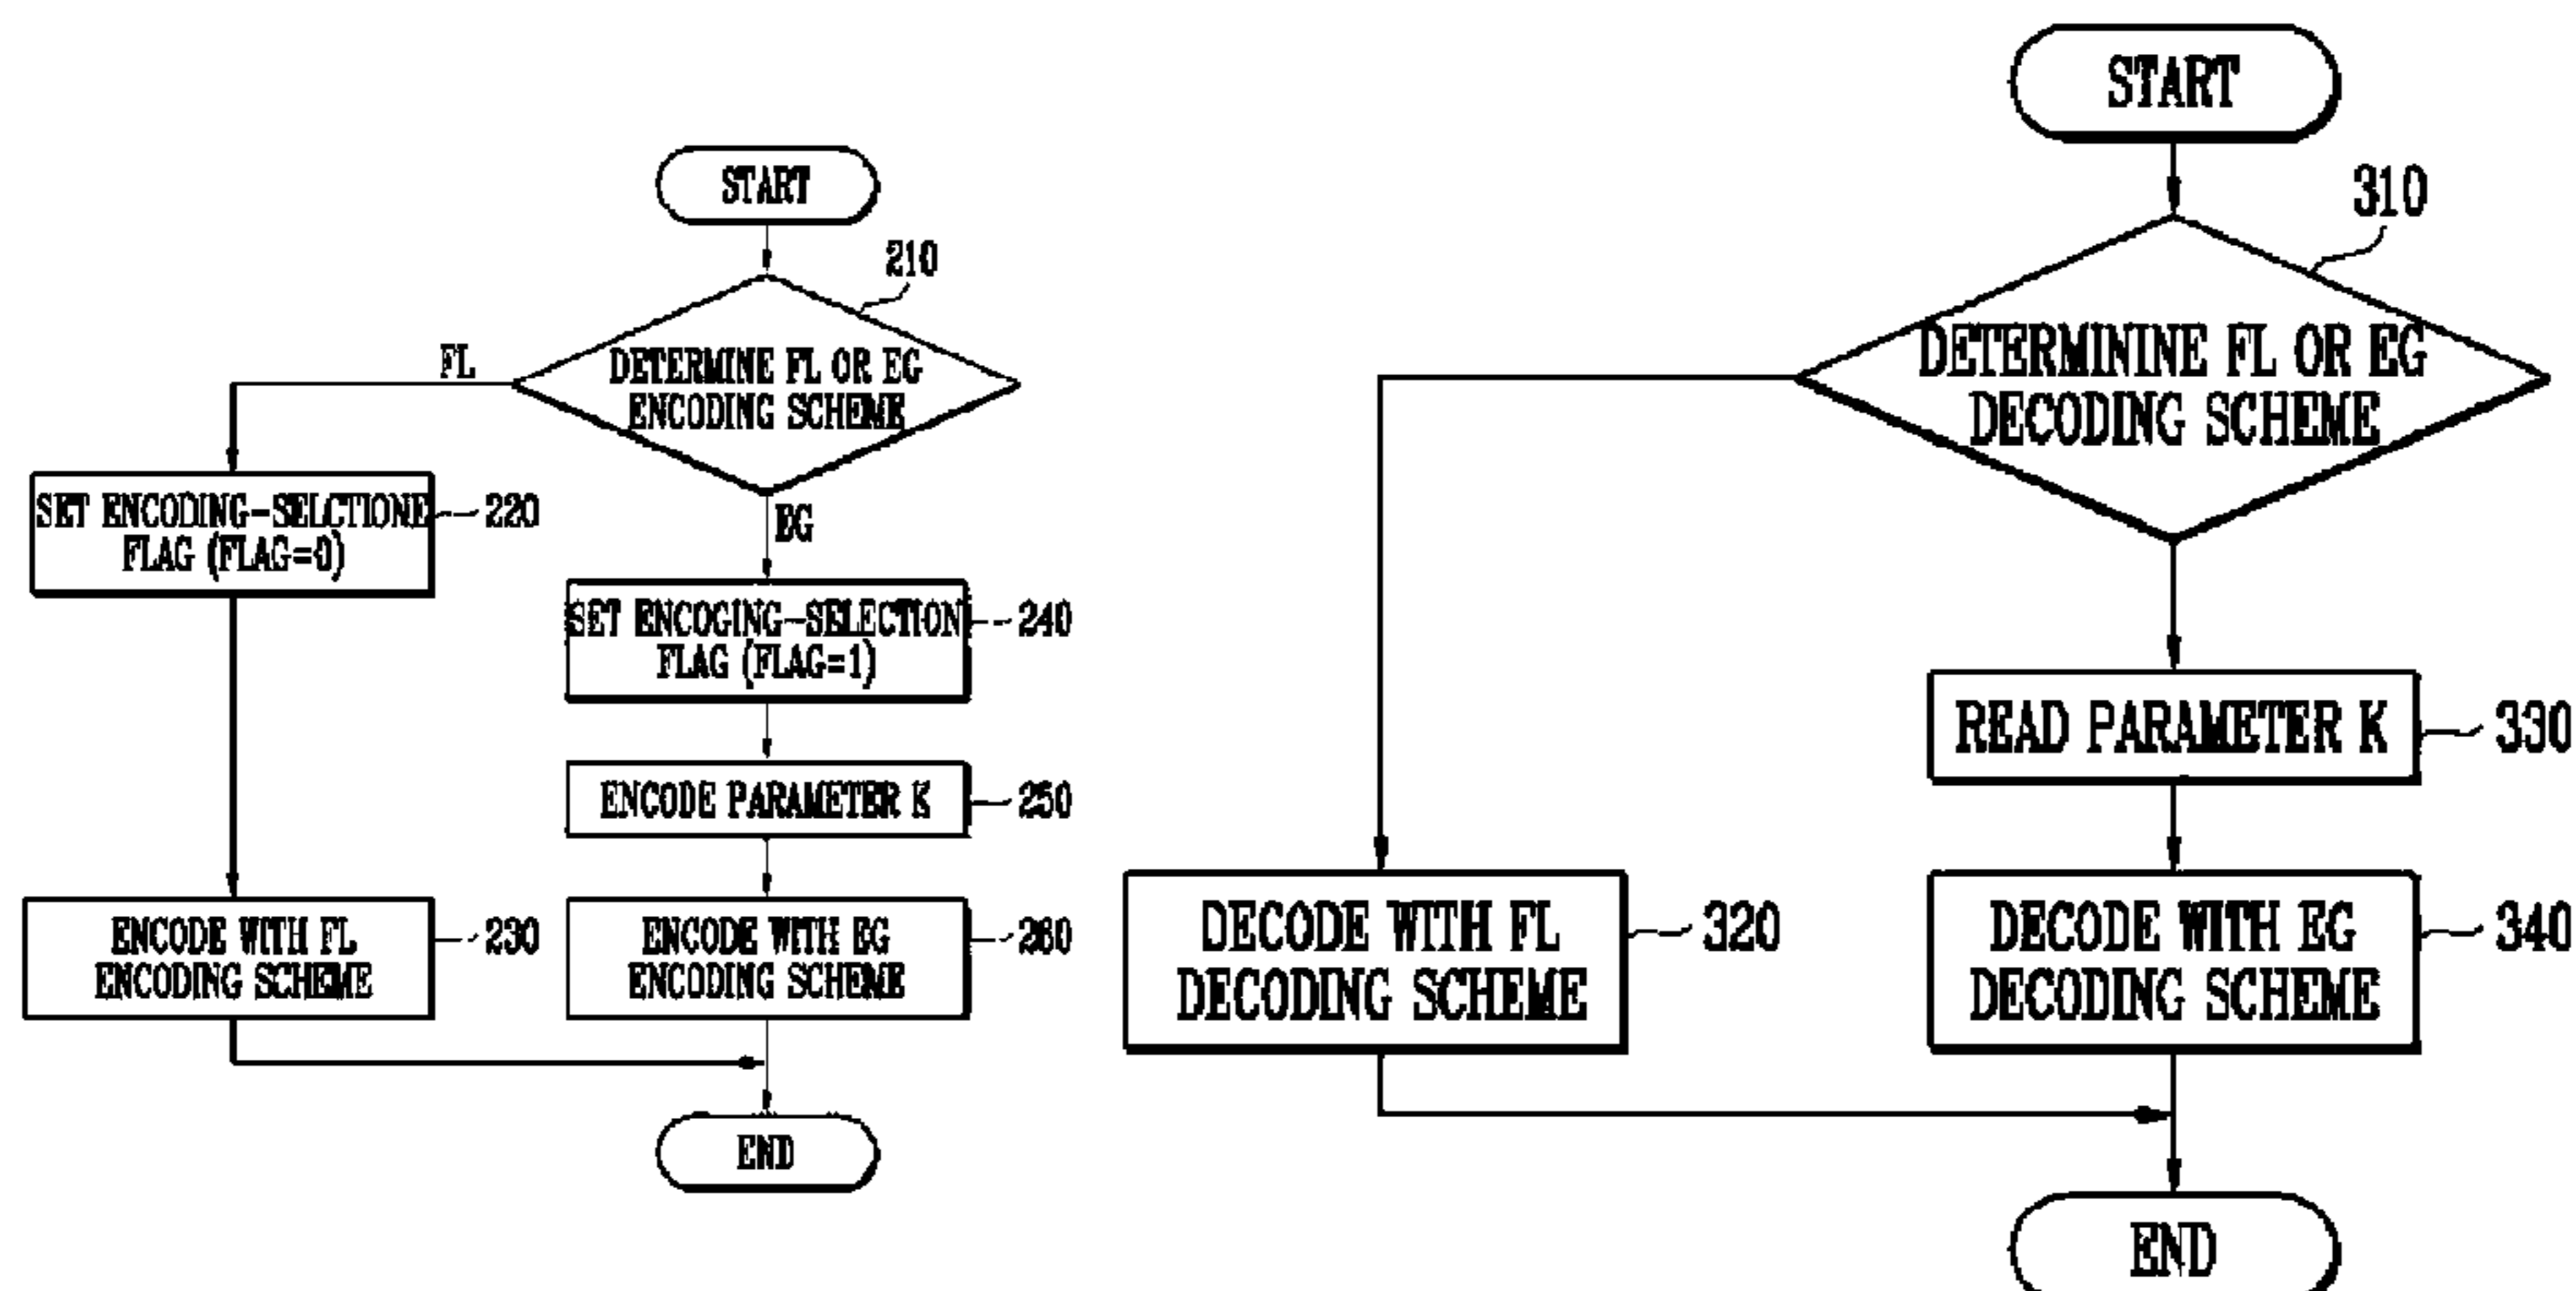 START
210
FL
DETERMINE FL OR EG
ENCODING SCHEME
SET ENCODING-SELCTIONE
FLAG (FLAG=0)
220
EG
SET ENCOGING-SELECTION
FLAG (FLAG=1)
240
ENCODE PARAMETER K
250
ENCODE WITH FL
ENCODING SCHEME
230
ENCODE WITH EG
ENCODING SCHEME
260
END
START
310
DETERMININE FL OR EG
DECODING SCHEME
READ PARAMETER K
330
DECODE WITH FL
DECODING SCHEME
320
DECODE WITH EG
DECODING SCHEME
340
END